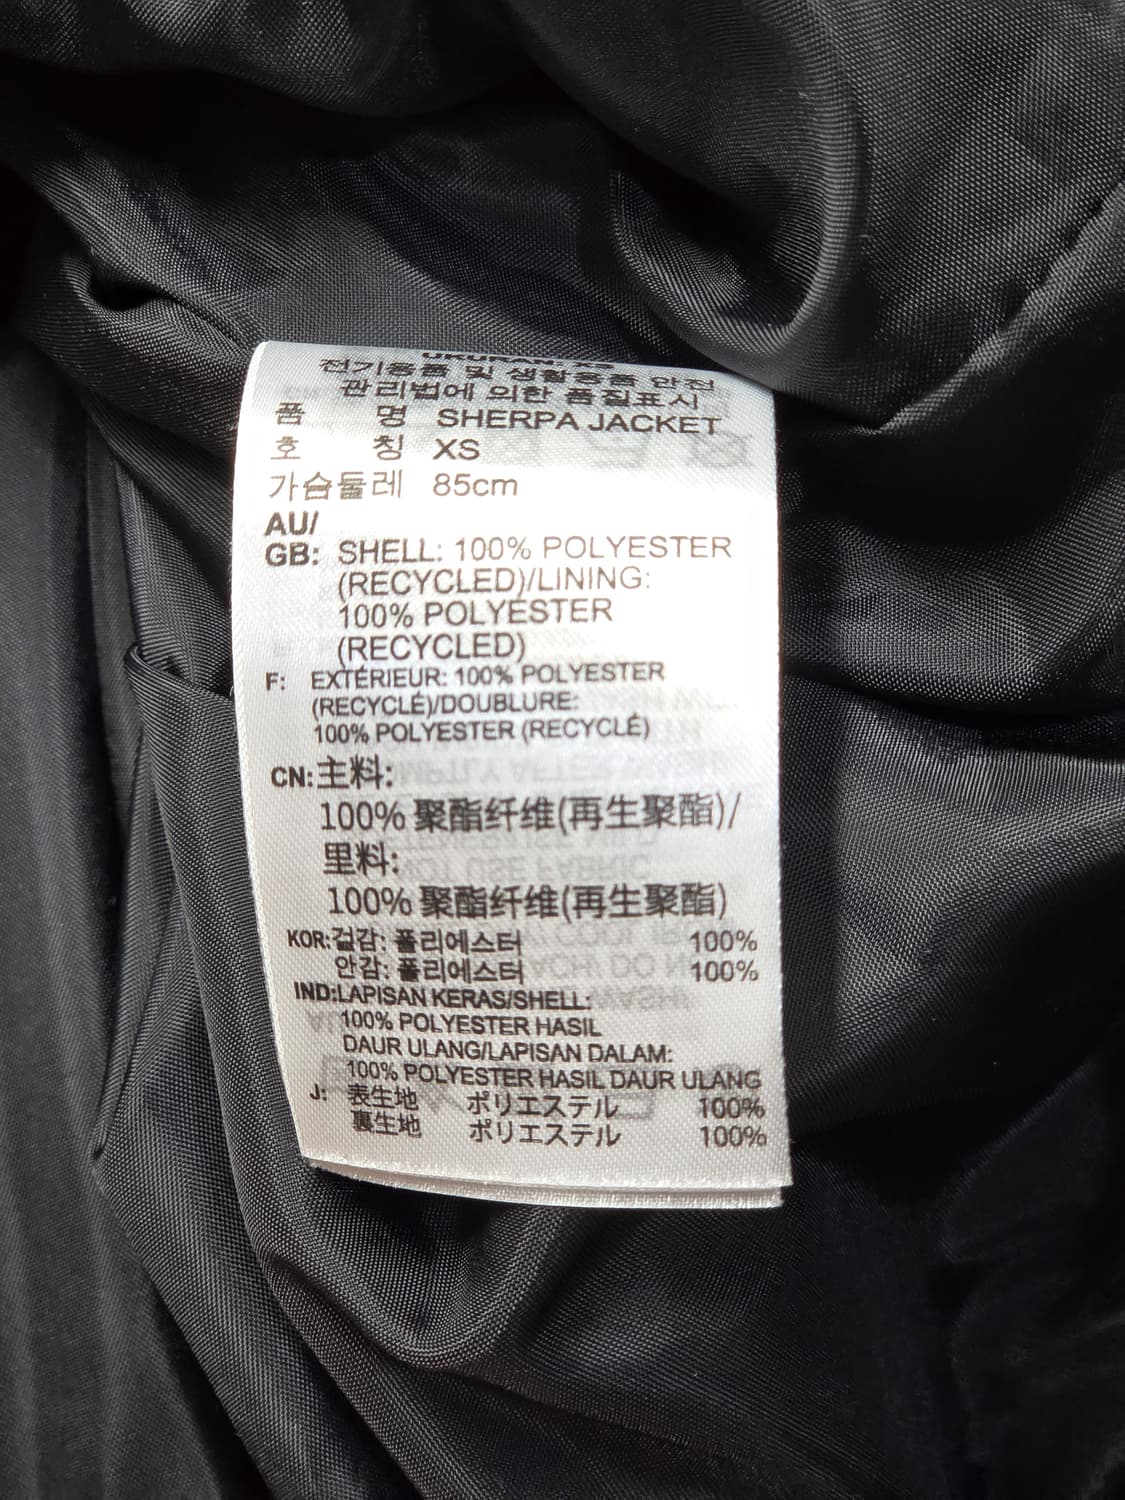 UKURAN: XS
전기용품 및 생활용품 안전
관리법에 의한 품질표시
품 명 SHERPA JACKET
호 칭 XS
가슴둘레 85cm
AU/
GB: SHELL: 100% POLYESTER
(RECYCLED)/LINING:
100% POLYESTER
(RECYCLED)
F: EXTÉRIEUR: 100% POLYESTER
(RECYCLÉ)/DOUBLURE:
100% POLYESTER (RECYCLÉ)
CN: 主料:
100% 聚酯纤维(再生聚酯)/
里料:
100% 聚酯纤维(再生聚酯)
KOR: 겉감: 폴리에스터 100%
안감: 폴리에스터 100%
IND: LAPISAN KERAS/SHELL:
100% POLYESTER HASIL
DAUR ULANG/LAPISAN DALAM:
100% POLYESTER HASIL DAUR ULANG
J: 表生地 ポリエステル 100%
裏生地 ポリエステル 100%